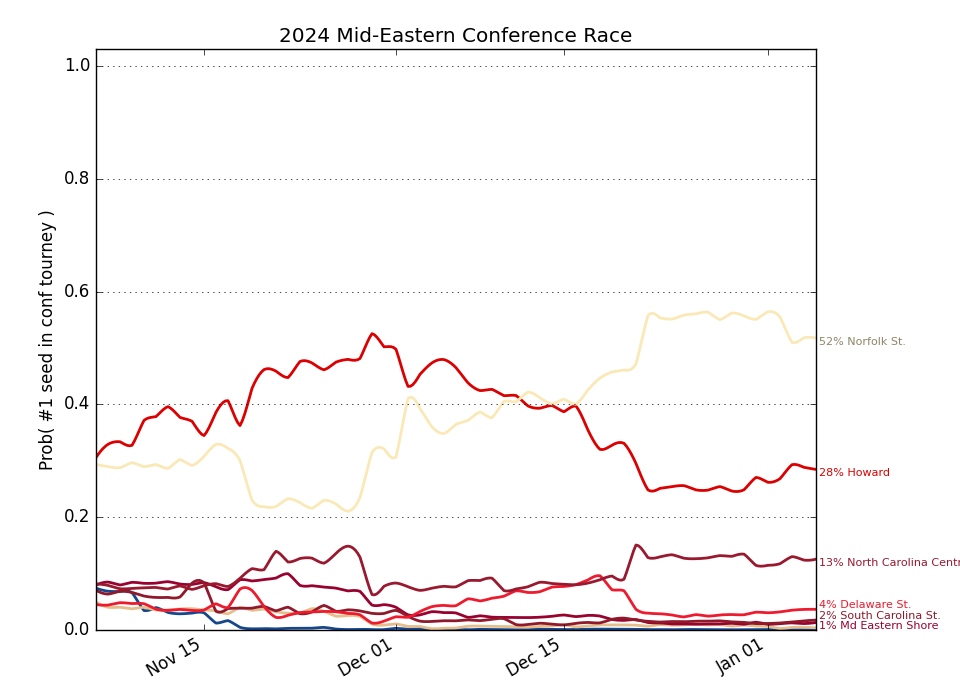 2024 Mid-Eastern Conference Race
Prob( #1 seed in conf tourney )
1.0
0.8
0.6
0.4
0.2
0.0
Nov 15
Dec 01
Dec 15
Jan 01
52% Norfolk St.
28% Howard
13% North Carolina Centr
4% Delaware St.
2% South Carolina St.
1% Md Eastern Shore